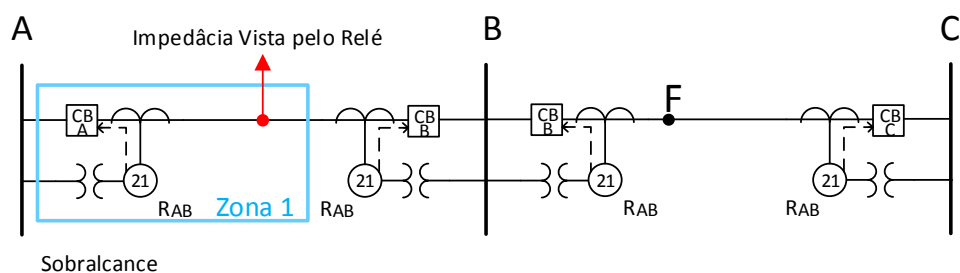 A
B
C
Impedâcia Vista pelo Relé
F
CB
A
CB
B
CB
B
CB
C
21
21
21
21
RAB
Zona 1
RAB
RAB
RAB
Sobralcance